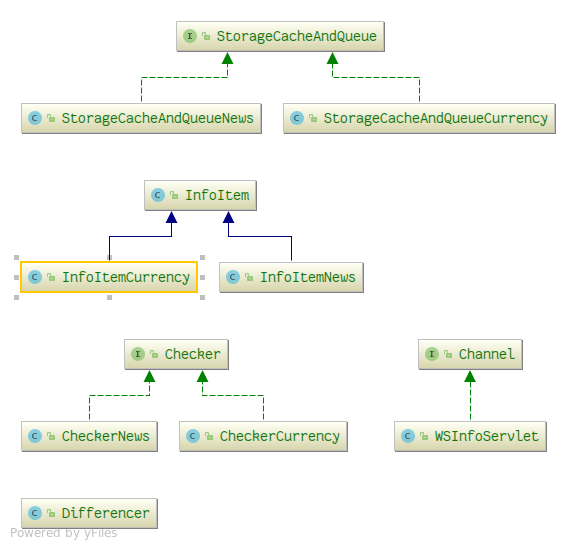 I StorageCacheAndQueue
C StorageCacheAndQueueNews
C StorageCacheAndQueueCurrency
C InfoItem
C InfoItemCurrency
C InfoItemNews
I Checker
I Channel
C CheckerNews
C CheckerCurrency
C WSInfoServlet
C Differencer
Powered by yFiles